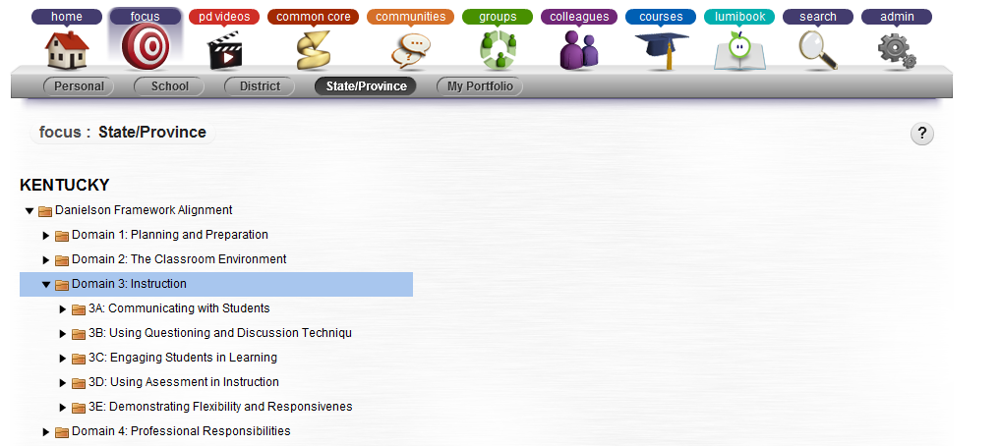 home focus pd videos common core communities groups colleagues courses lumibook search admin
Personal School District State/Province My Portfolio
focus : State/Province ?
KENTUCKY
Danielson Framework Alignment
Domain 1: Planning and Preparation
Domain 2: The Classroom Environment
Domain 3: Instruction
3A: Communicating with Students
3B: Using Questioning and Discussion Techniqu
3C: Engaging Students in Learning
3D: Using Asessment in Instruction
3E: Demonstrating Flexibility and Responsivenes
Domain 4: Professional Responsibilities